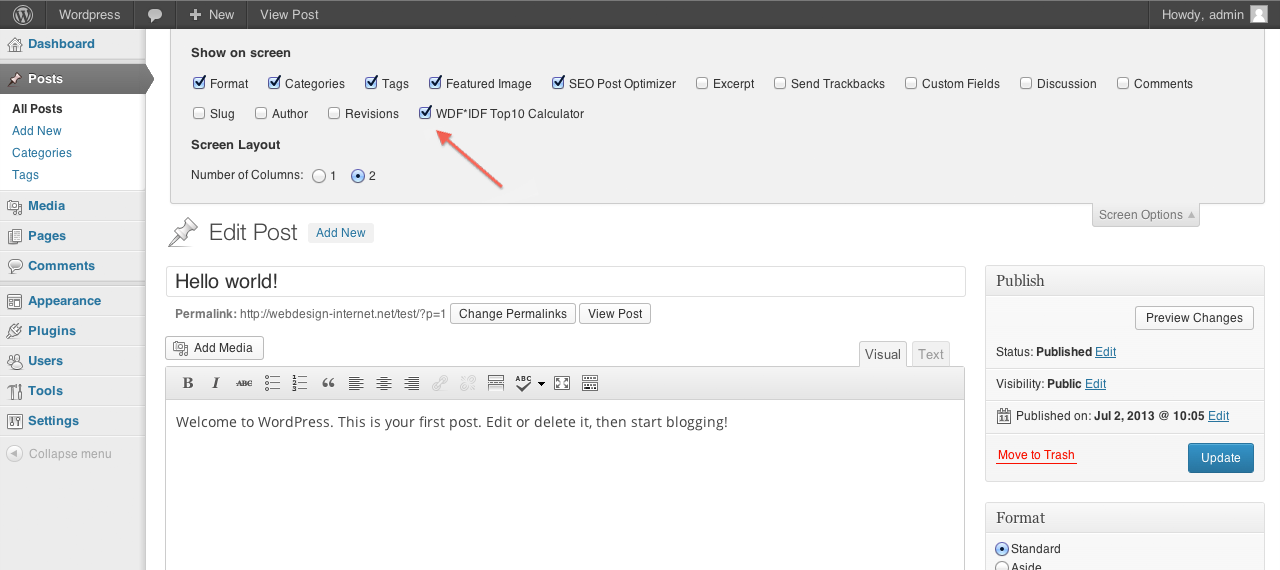 Wordpress New View Post Howdy, admin
Dashboard
Posts
All Posts
Add New
Categories
Tags
Media
Pages
Comments
Appearance
Plugins
Users
Tools
Settings
Collapse menu
Show on screen
Format Categories Tags Featured Image SEO Post Optimizer Excerpt Send Trackbacks Custom Fields Discussion Comments
Slug Author Revisions WDF*IDF Top10 Calculator
Screen Layout
Number of Columns: 1 2
Screen Options
Edit Post Add New
Hello world!
Permalink: http://webdesign-internet.net/test/?p=1 Change Permalinks View Post
Add Media
Visual Text
B I ABC 1 2 3 ABC
Welcome to WordPress. This is your first post. Edit or delete it, then start blogging!
Publish
Preview Changes
Status: Published Edit
Visibility: Public Edit
Published on: Jul 2, 2013 @ 10:05 Edit
Move to Trash Update
Format
Standard
Aside